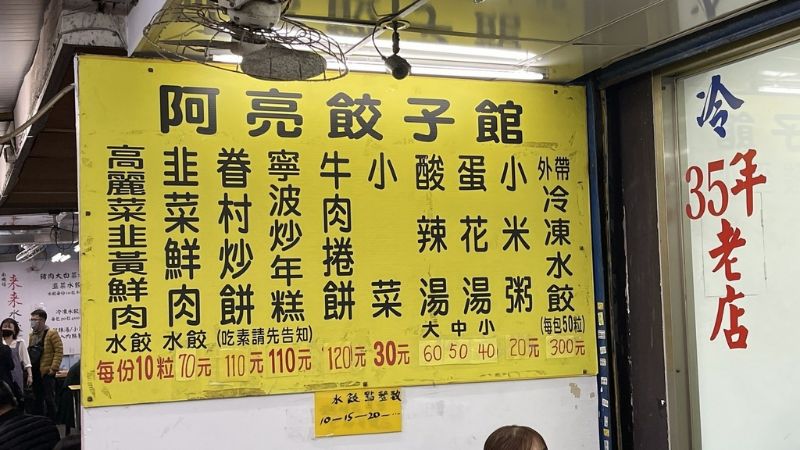 阿亮餃子館
高麗菜韭黃鮮肉水餃
韭菜鮮肉水餃
每份10粒 70元
眷村炒餅
110元
寧波炒年糕
110元
(吃素請先告知)
牛肉捲餅
120元
小菜
30元
酸辣湯
蛋花湯
大 中 小
60 50 40
小米粥
20元
外帶冷凍水餃
(每包50粒)
300元
水餃點整數
10-15-20-...
冷
35年老店
來來水